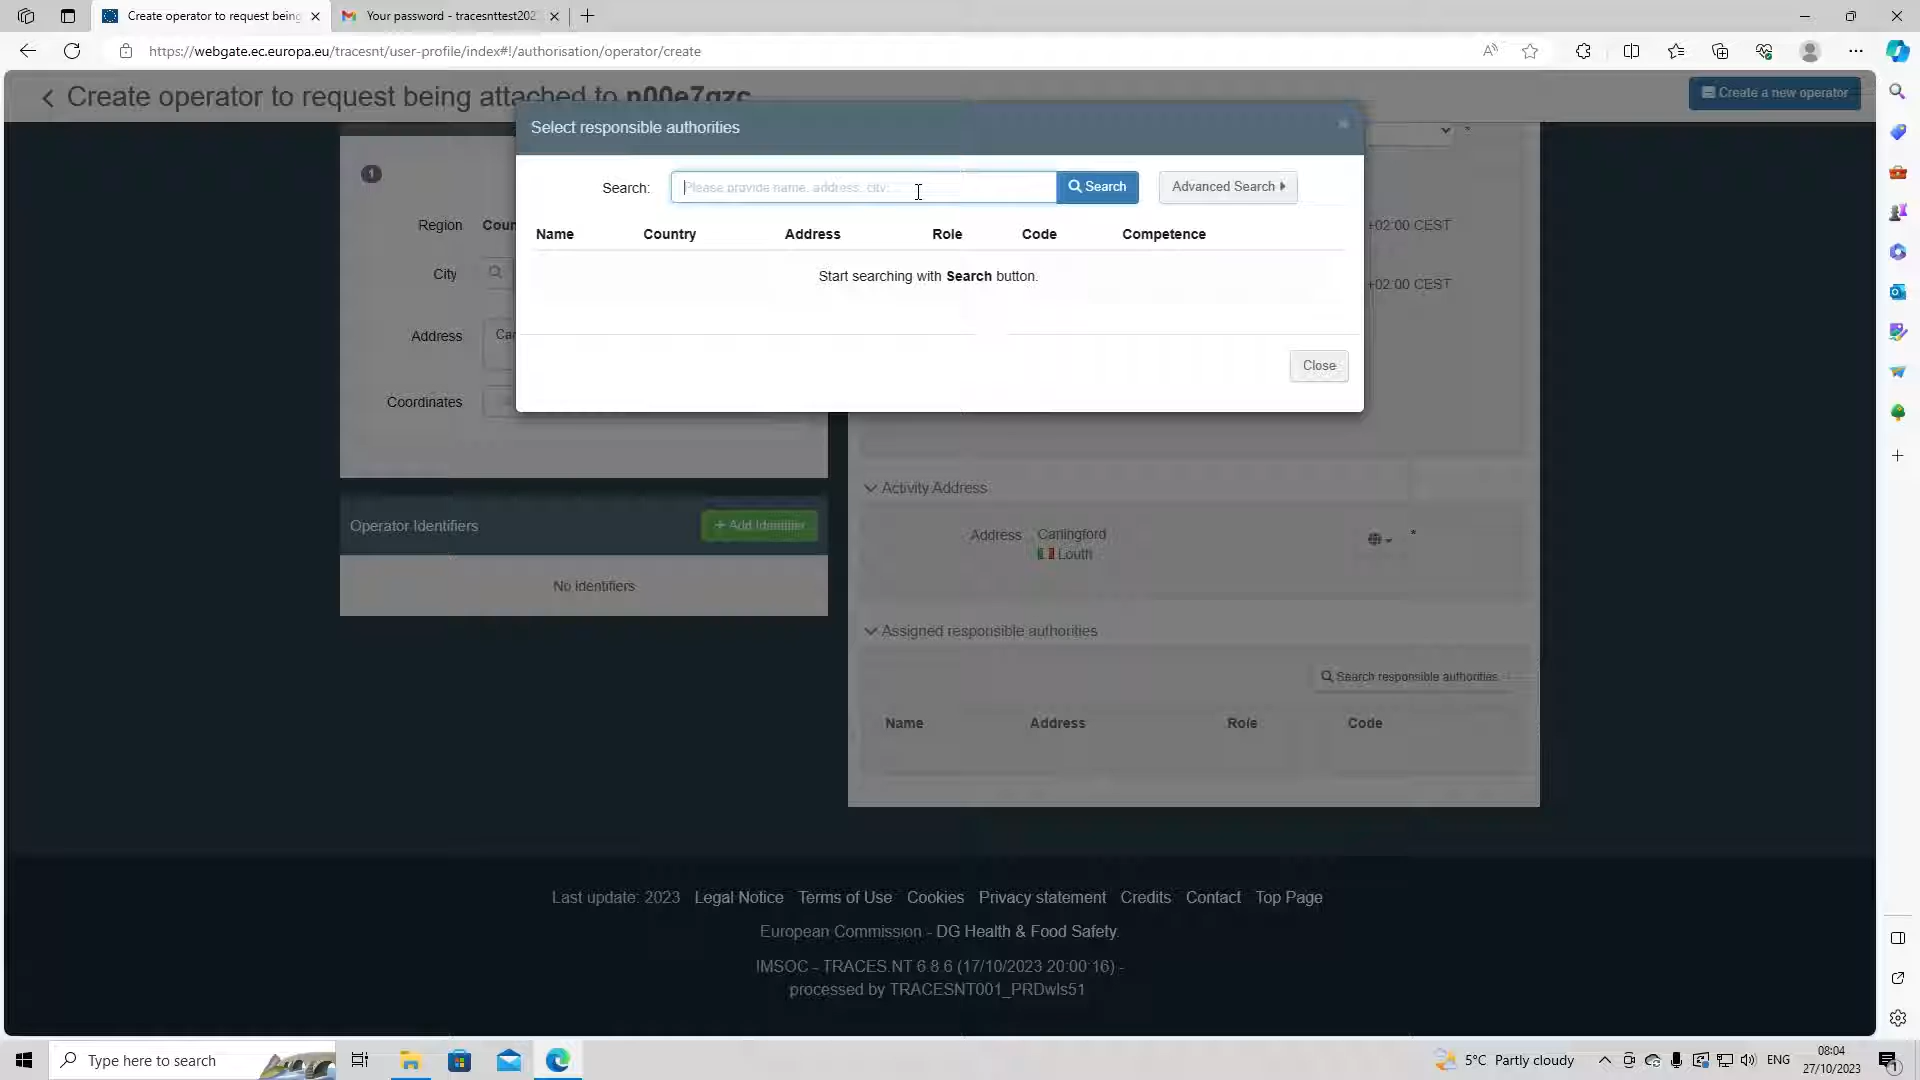 Create operator to request being
Your password - tracesnttest202
https://webgate.ec.europa.eu/tracesnt/user-profile/index#!/authorisation/operator/create
Create operator to request being attached to n00e7gzc
Create a new operator
Select responsible authorities
Search:
Please provide name, address, city:
Search
Advanced Search
Name Country Address Role Code Competence
Start searching with Search button.
Close
1
Region Coun
City
Address Car
Coordinates
+02:00 CEST
+02:00 CEST
Operator Identifiers
+ Add Identifier
No identifiers
Activity Address
Address Carlingford
Louth
Assigned responsible authorities
Search responsible authorities
Name Address Role Code
Last update: 2023 Legal Notice Terms of Use Cookies Privacy statement Credits Contact Top Page
European Commission - DG Health & Food Safety.
IMSOC - TRACES.NT 6.8.6 (17/10/2023 20:00:16) -
processed by TRACESNT001_PRDwls51
Type here to search
5°C Partly cloudy
ENG
08:04
27/10/2023